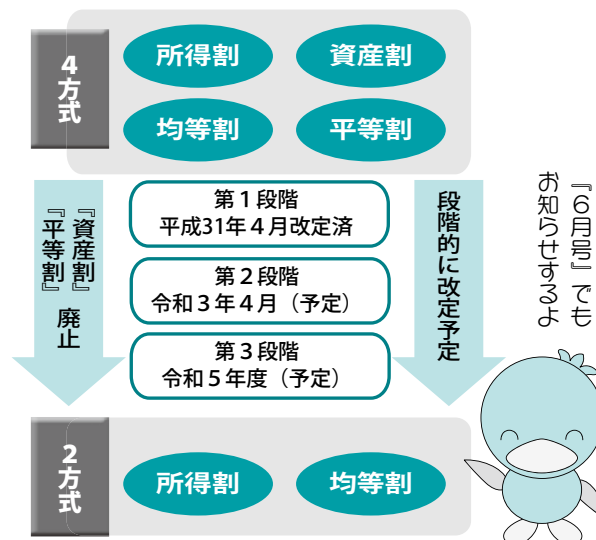 4方式
所得割
資産割
均等割
平等割
『資産割』
『平等割』 廃止
第1段階
平成31年4月改定済
第2段階
令和3年4月（予定）
第3段階
令和5年度（予定）
段階的に改定予定
『6月号』でも
お知らせするよ
2方式
所得割
均等割